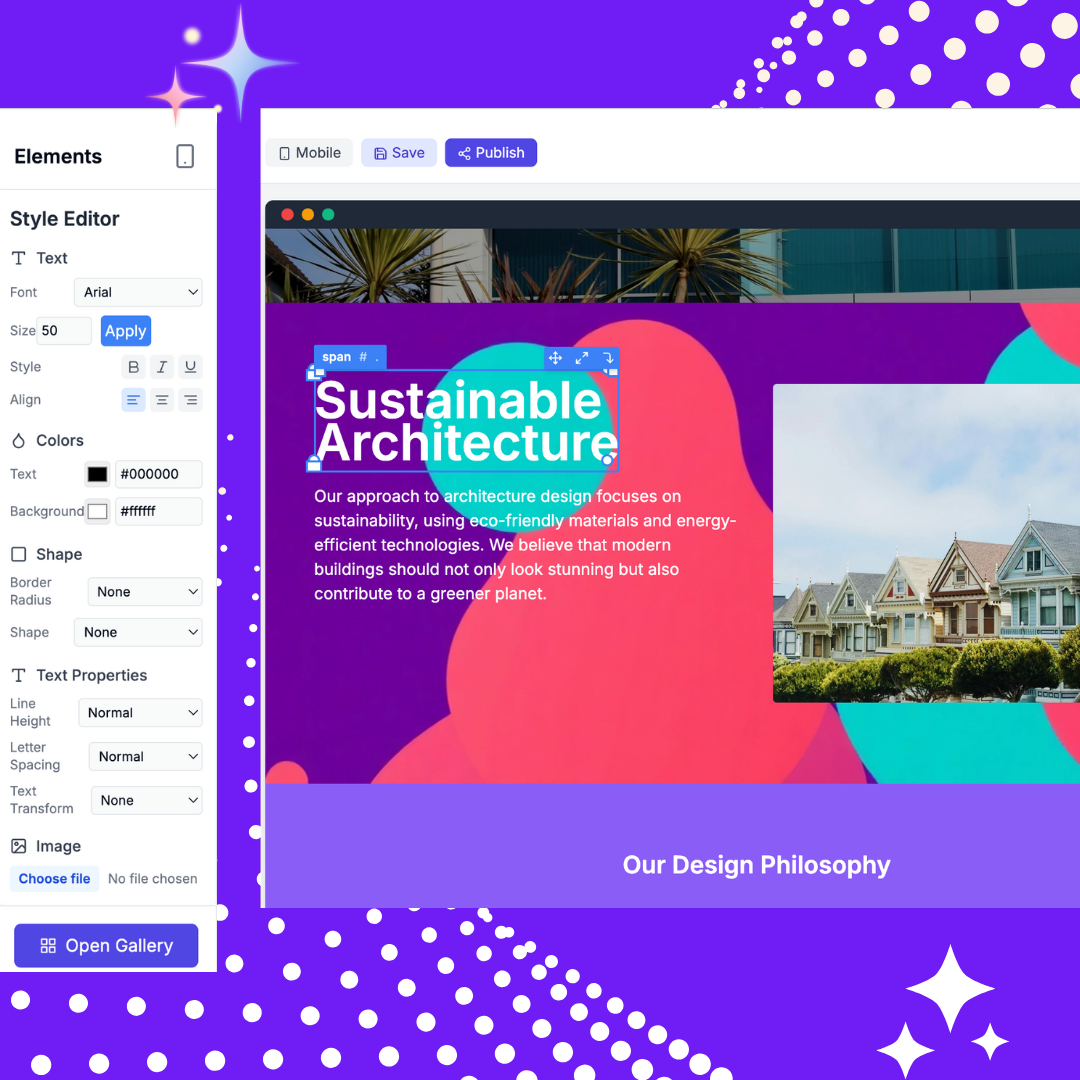 Elements
Style Editor
Text
Font Arial
Size 50 Apply
Style B I U
Align
Colors
Text #000000
Background #ffffff
Shape
Border
Radius
None
Shape None
Text Properties
Line
Height
Normal
Letter
Spacing
Normal
Text
Transform
None
Image
Choose file No file chosen
Open Gallery
Mobile Save Publish
span # .
Sustainable
Architecture
Our approach to architecture design focuses on
sustainability, using eco-friendly materials and energy-
efficient technologies. We believe that modern
buildings should not only look stunning but also
contribute to a greener planet.
Our Design Philosophy